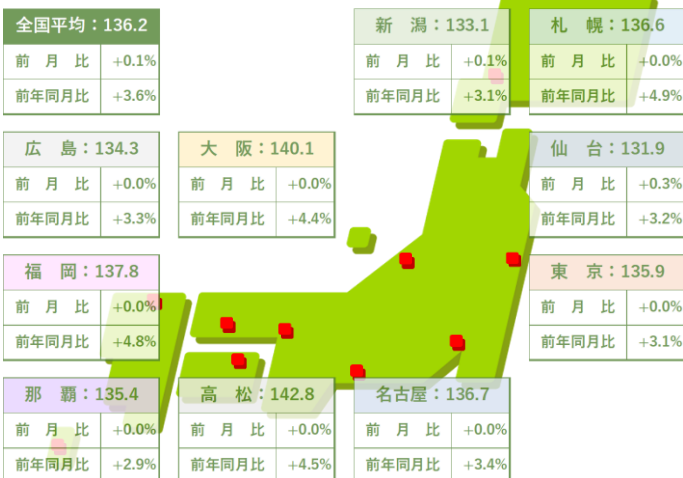 全国平均：136.2
前 月 比 +0.1%
前年同月比 +3.6%
新 潟：133.1
前 月 比 +0.1%
前年同月比 +3.1%
札 幌：136.6
前 月 比 +0.0%
前年同月比 +4.9%
広 島：134.3
前 月 比 +0.0%
前年同月比 +3.3%
大 阪：140.1
前 月 比 +0.0%
前年同月比 +4.4%
仙 台：131.9
前 月 比 +0.3%
前年同月比 +3.2%
福 岡：137.8
前 月 比 +0.0%
前年同月比 +4.8%
東 京：135.9
前 月 比 +0.0%
前年同月比 +3.1%
那 覇：135.4
前 月 比 +0.0%
前年同月比 +2.9%
高 松：142.8
前 月 比 +0.0%
前年同月比 +4.5%
名古屋：136.7
前 月 比 +0.0%
前年同月比 +3.4%